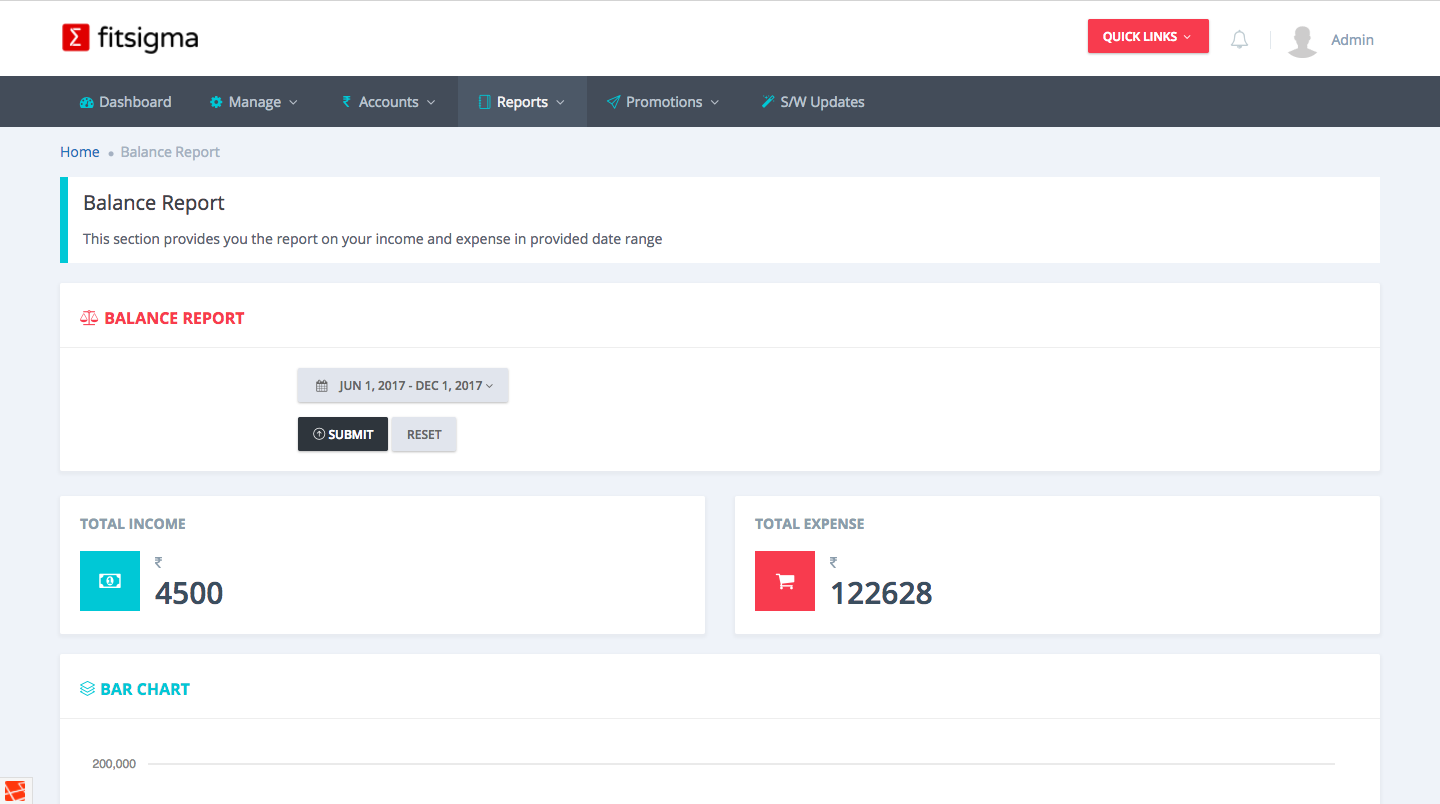 Σ fitsigma
QUICK LINKS
Admin
Dashboard Manage ₹ Accounts Reports Promotions S/W Updates
Home • Balance Report
Balance Report
This section provides you the report on your income and expense in provided date range
BALANCE REPORT
JUN 1, 2017 - DEC 1, 2017
SUBMIT RESET
TOTAL INCOME
₹
4500
TOTAL EXPENSE
₹
122628
BAR CHART
200,000